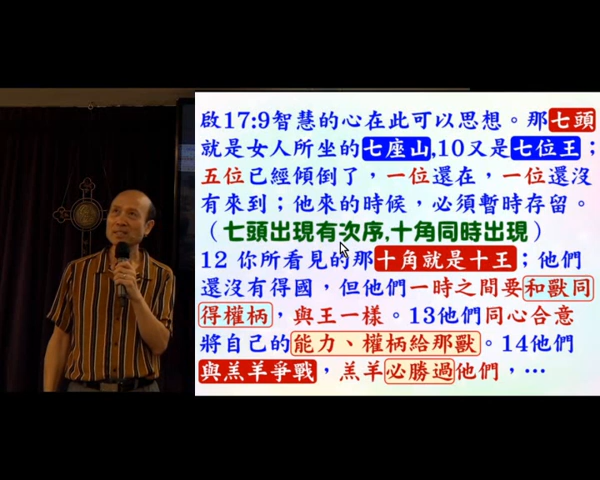 啟17:9智慧的心在此可以思想。那七頭
就是女人所坐的七座山,10又是七位王；
五位已經傾倒了，一位還在，一位還沒
有來到；他來的時候，必須暫時存留。
（七頭出現有次序,十角同時出現）
12 你所看見的那十角就是十王；他們
還沒有得國，但他們一時之間要和獸同
得權柄，與王一樣。13他們同心合意
將自己的能力、權柄給那獸。14他們
與羔羊爭戰，羔羊必勝過他們，…